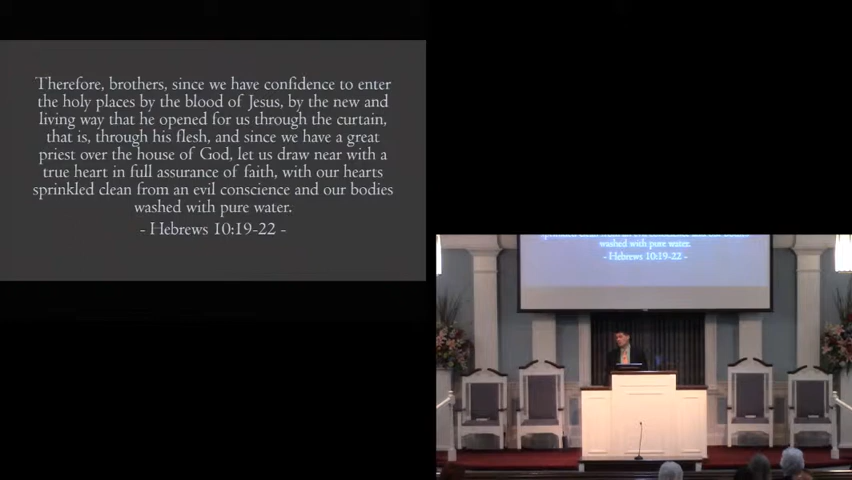 Therefore, brothers, since we have confidence to enter
the holy places by the blood of Jesus, by the new and
living way that he opened for us through the curtain,
that is, through his flesh, and since we have a great
priest over the house of God, let us draw near with a
true heart in full assurance of faith, with our hearts
sprinkled clean from an evil conscience and our bodies
washed with pure water.
- Hebrews 10:19-22 -
washed with pure water.
- Hebrews 10:19-22 -